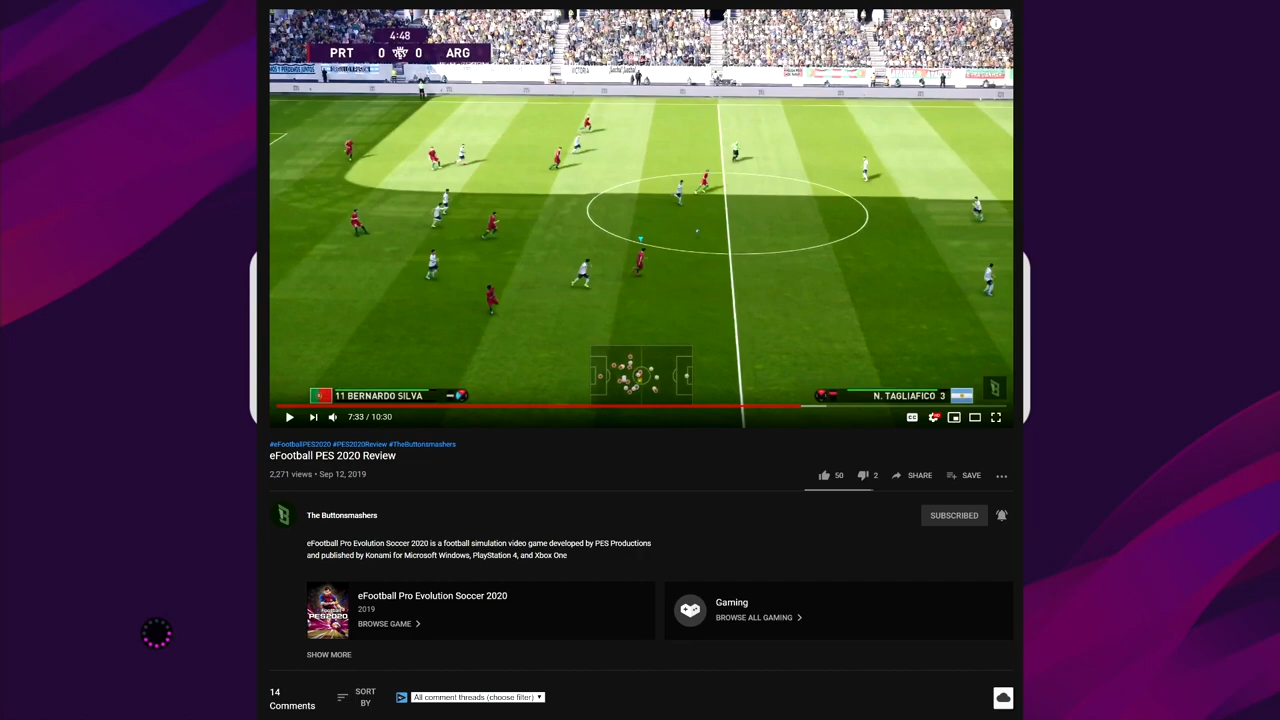 4:48
PRT 0 0 ARG
11 BERNARDO SILVA
N. TAGLIAFICO 3
7:33 / 10:30
CC
#eFootballPES2020 #PES2020Review #TheButtonsmashers
eFootball PES 2020 Review
2,271 views • Sep 12, 2019
50
2
SHARE
SAVE
The Buttonsmashers
SUBSCRIBED
eFootball Pro Evolution Soccer 2020 is a football simulation video game developed by PES Productions
and published by Konami for Microsoft Windows, PlayStation 4, and Xbox One
PES2020
eFootball Pro Evolution Soccer 2020
2019
BROWSE GAME
Gaming
BROWSE ALL GAMING
SHOW MORE
14
Comments
SORT
BY
All comment threads (choose filter)